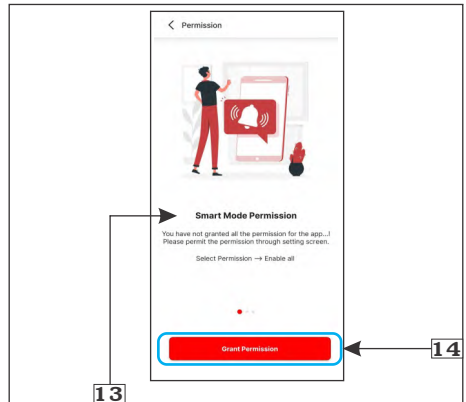 Permission
Smart Mode Permission
You have not granted all the permission for the app...!
Please permit the permission through setting screen.
Select Permission → Enable all
Grant Permission
14
13